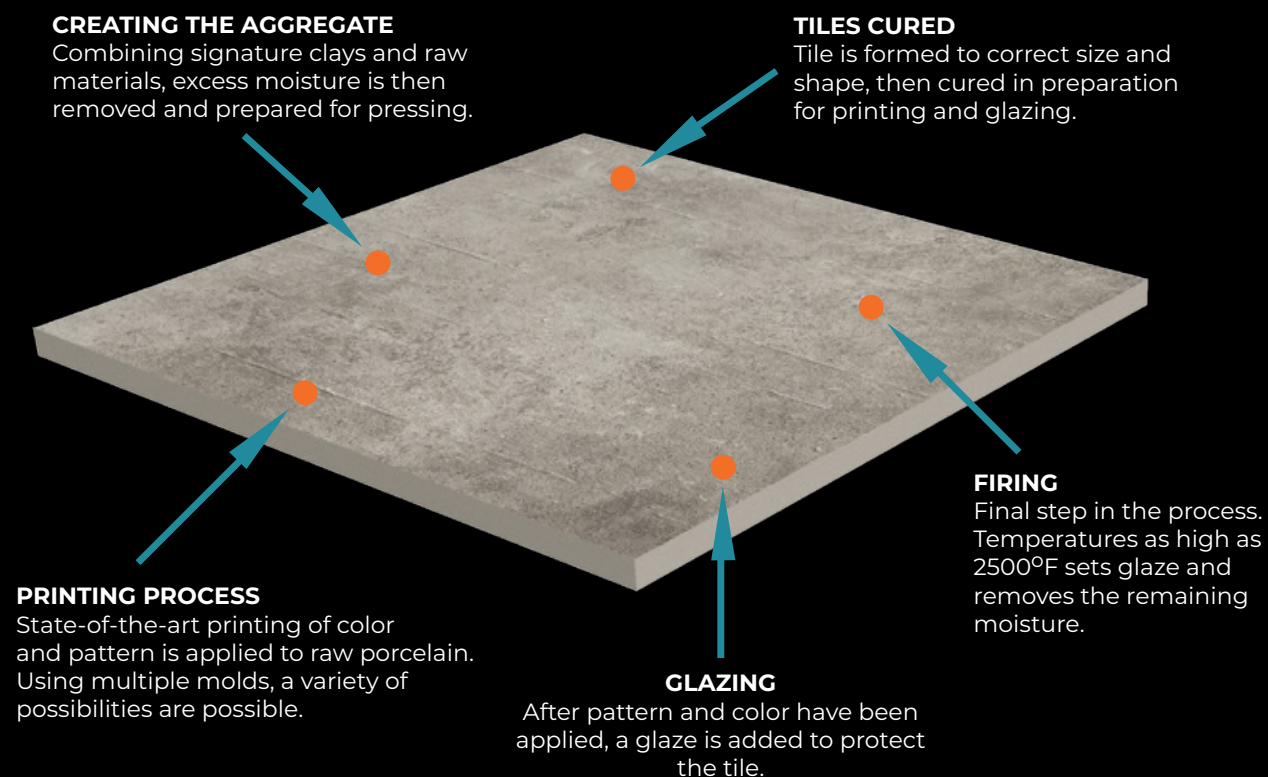 CREATING THE AGGREGATE
Combining signature clays and raw
materials, excess moisture is then
removed and prepared for pressing.
TILES CURED
Tile is formed to correct size and
shape, then cured in preparation
for printing and glazing.
FIRING
Final step in the process.
Temperatures as high as
2500ºF sets glaze and
removes the remaining
moisture.
PRINTING PROCESS
State-of-the-art printing of color
and pattern is applied to raw porcelain.
Using multiple molds, a variety of
possibilities are possible.
GLAZING
After pattern and color have been
applied, a glaze is added to protect
the tile.